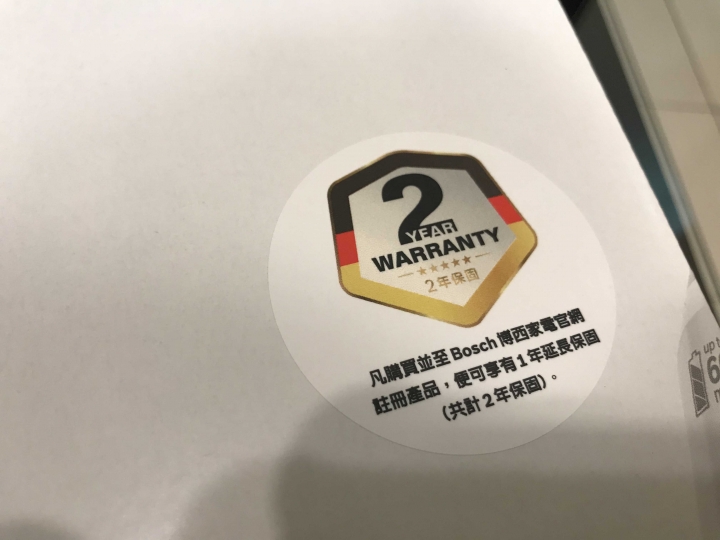 2
YEAR
WARRANTY
2年保固
凡購買並至 Bosch 博西家電官網
註冊產品，便可享有1年延長保固
(共計2年保固)。
up
6